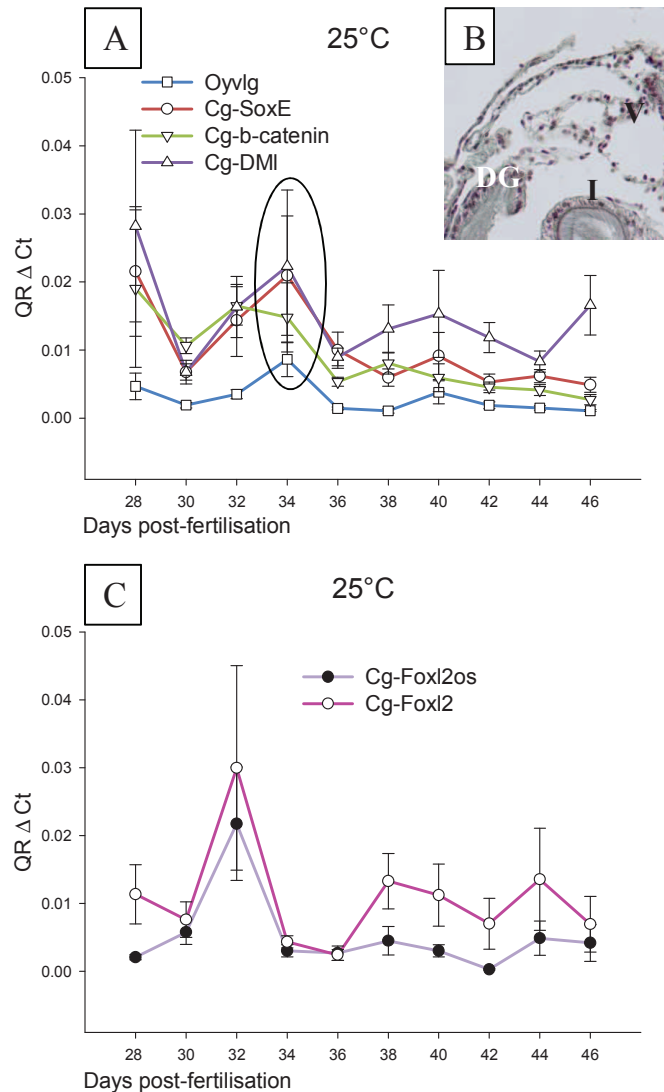 A
25°C
B
0.05
0.04
0.03
0.02
0.01
0.00
QR Δ Ct
Oyvlg
Cg-SoxE
Cg-b-catenin
Cg-DMl
V
DG
I
28 30 32 34 36 38 40 42 44 46
Days post-fertilisation
C
25°C
0.05
0.04
0.03
0.02
0.01
0.00
QR Δ Ct
Cg-Foxl2os
Cg-Foxl2
28 30 32 34 36 38 40 42 44 46
Days post-fertilisation